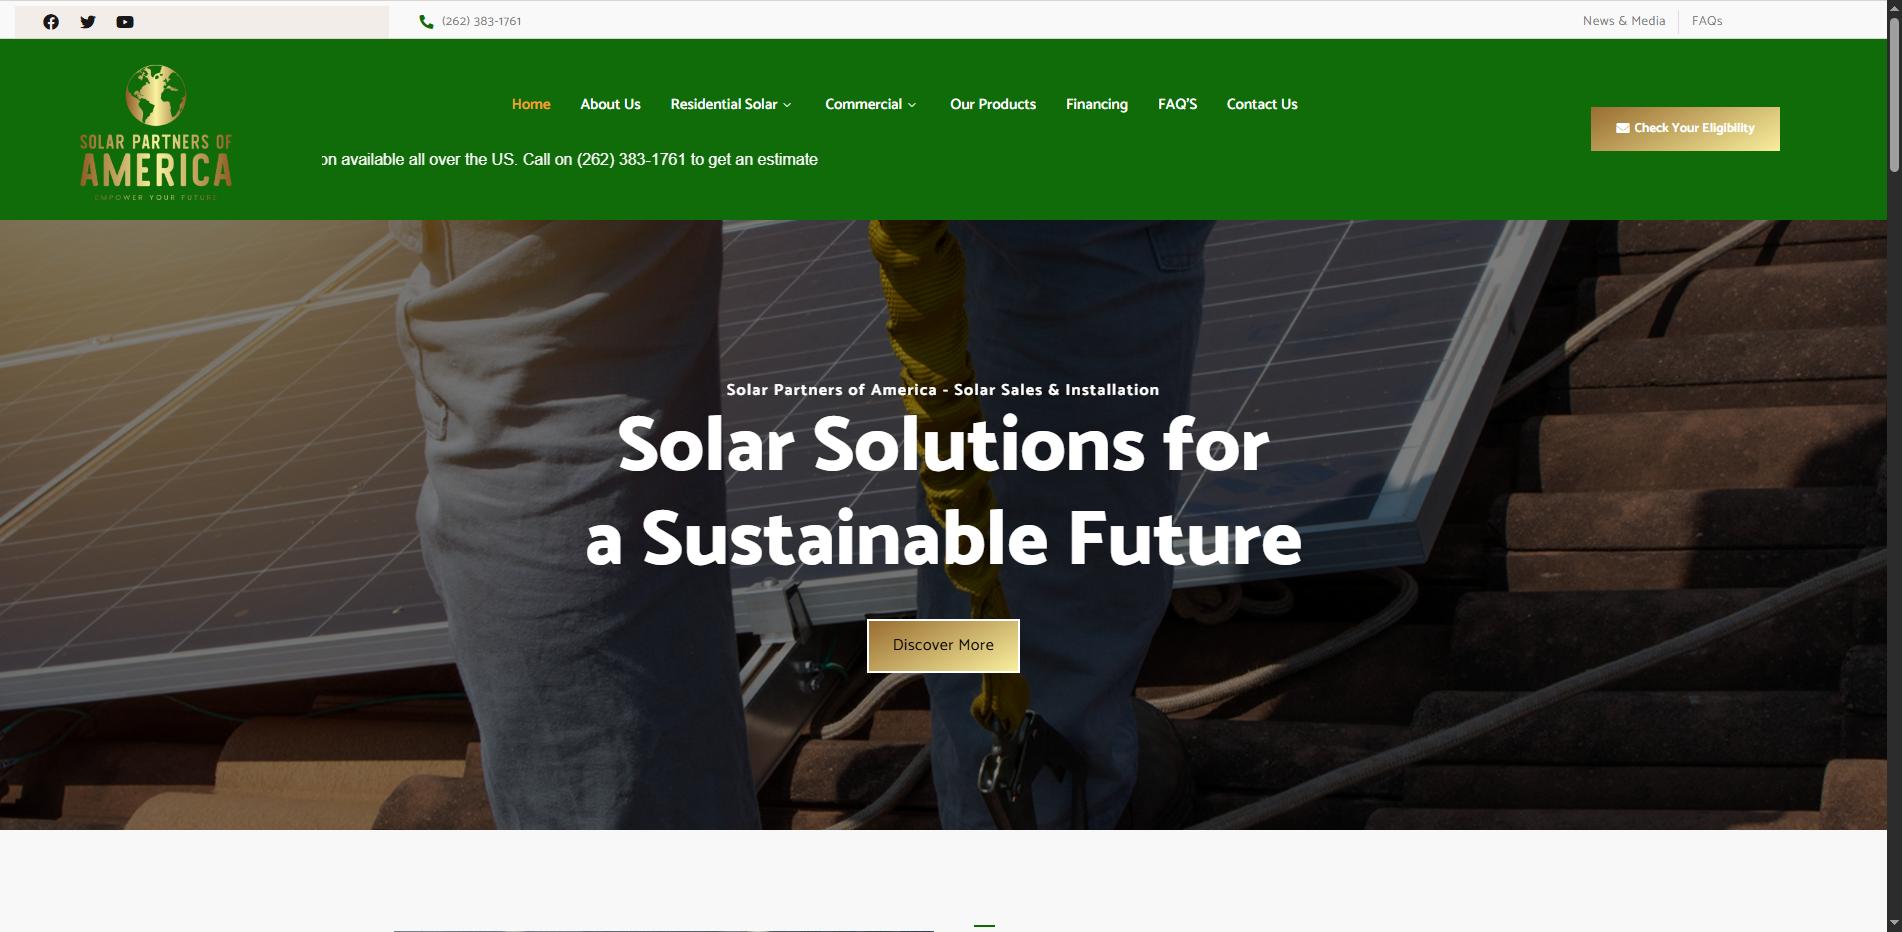 (262) 383-1761
News & Media
FAQs
SOLAR PARTNERS OF
AMERICA
EMPOWER YOUR FUTURE
Home
About Us
Residential Solar
Commercial
Our Products
Financing
FAQ'S
Contact Us
Check Your Eligibility
on available all over the US. Call on (262) 383-1761 to get an estimate
Solar Partners of America - Solar Sales & Installation
Solar Solutions for
a Sustainable Future
Discover More